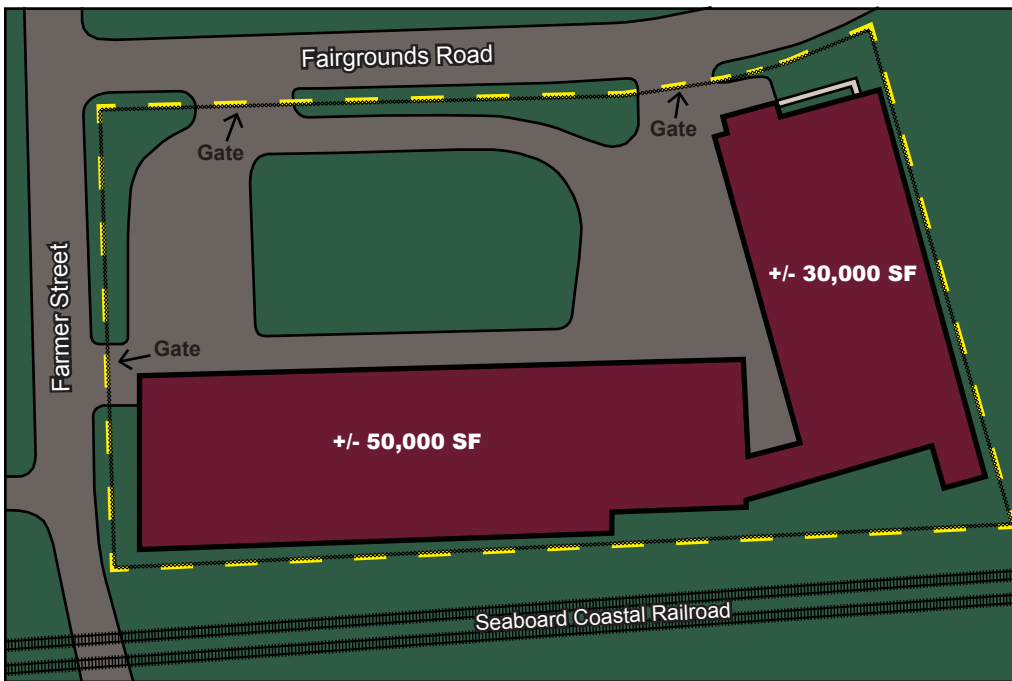 Fairgrounds Road
Gate
Gate
Farmer Street
+/- 30,000 SF
Gate
+/- 50,000 SF
Seaboard Coastal Railroad